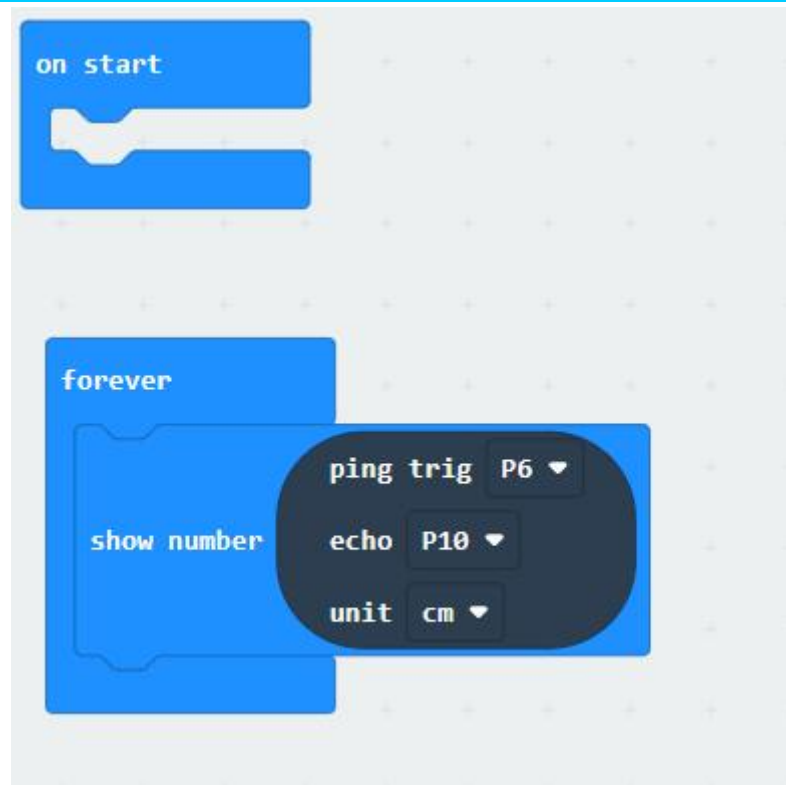 on start
forever
ping trig P6
show number echo P10
unit cm